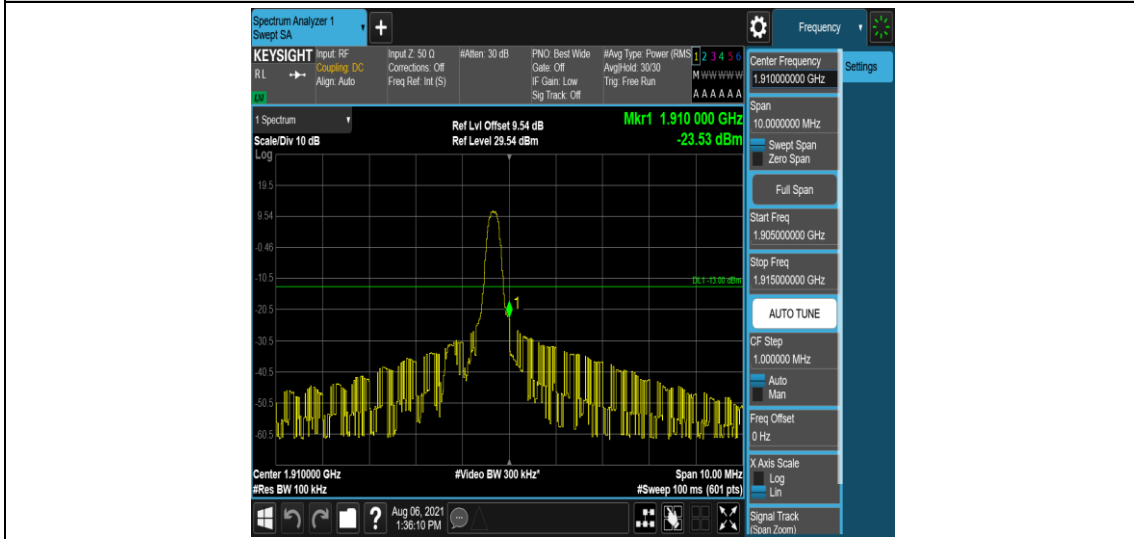 Spectrum Analyzer 1
Swept SA
+
Frequency
KEYSIGHT
RL
Input: RF
Coupling: DC
Align: Auto
Input Z: 50 Ω
Corrections: Off
Freq Ref: Int (S)
#Atten: 30 dB
PNO: Best Wide
Gate: Off
IF Gain: Low
Sig Track: Off
#Avg Type: Power (RMS
Avg|Hold: 30/30
Trig: Free Run
1 2 3 4 5 6
M W W W W W
A A A A A A
1 Spectrum
Scale/Div 10 dB
Log
Ref Lvl Offset 9.54 dB
Ref Level 29.54 dBm
Mkr1 1.910 000 GHz
-23.53 dBm
19.5
9.54
-0.46
-10.5
-20.5
-30.5
-40.5
-50.5
-60.5
DL1 -13.00 dBm
1
Center 1.910000 GHz
#Res BW 100 kHz
#Video BW 300 kHz*
Span 10.00 MHz
#Sweep 100 ms (601 pts)
?
Aug 06, 2021
1:36:10 PM
Center Frequency
1.910000000 GHz
Settings
Span
10.0000000 MHz
Swept Span
Zero Span
Full Span
Start Freq
1.905000000 GHz
Stop Freq
1.915000000 GHz
AUTO TUNE
CF Step
1.000000 MHz
Auto
Man
Freq Offset
0 Hz
X Axis Scale
Log
Lin
Signal Track
(Span Zoom)